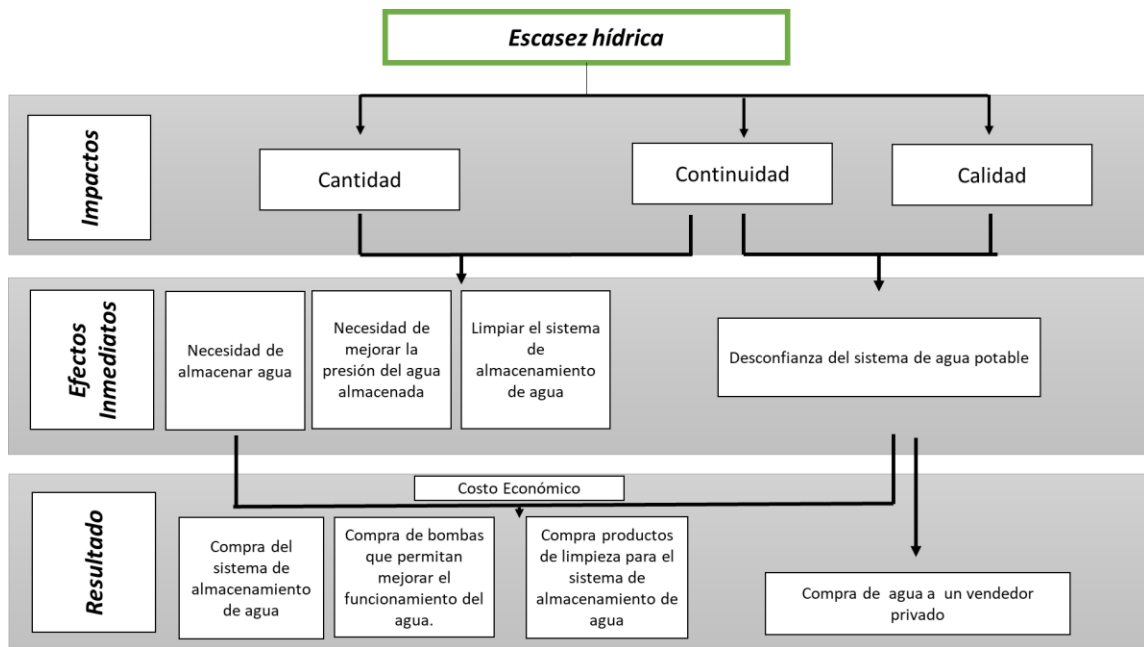 Escasez hídrica
Impactos
Cantidad
Continuidad
Calidad
Efectos
Inmediatos
Necesidad de
almacenar agua
Necesidad de
mejorar la
presión del agua
almacenada
Limpiar el sistema
de
almacenamiento
de agua
Desconfianza del sistema de agua potable
Resultado
Costo Económico
Compra del
sistema de
almacenamiento
de agua
Compra de bombas
que permitan
mejorar el
funcionamiento del
agua.
Compra productos
de limpieza para el
sistema de
almacenamiento de
agua
Compra de agua a un vendedor
privado